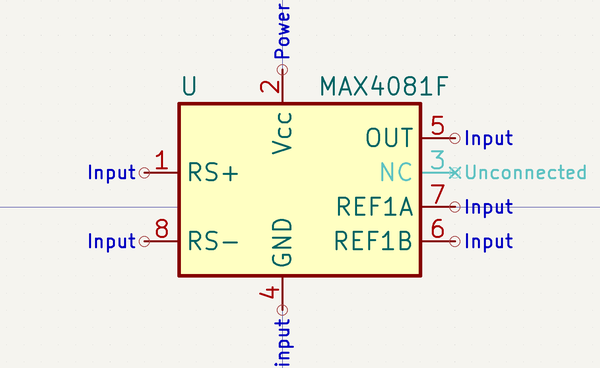 Power
U MAX4081F
2
Vcc
OUT 5 Input
Input 1 RS+ NC 3 Unconnected
REF1A 7 Input
Input 8 RS- REF1B 6 Input
GND
4
input